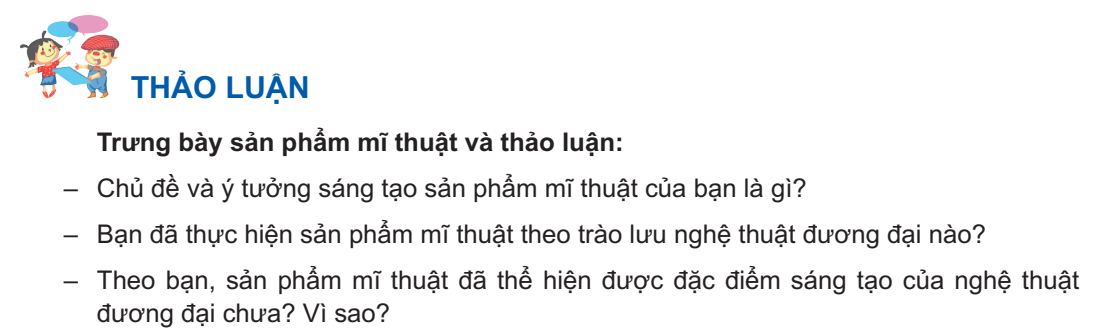 THẢO LUẬN
Trưng bày sản phẩm mĩ thuật và thảo luận:
– Chủ đề và ý tưởng sáng tạo sản phẩm mĩ thuật của bạn là gì?
– Bạn đã thực hiện sản phẩm mĩ thuật theo trào lưu nghệ thuật đương đại nào?
– Theo bạn, sản phẩm mĩ thuật đã thể hiện được đặc điểm sáng tạo của nghệ thuật
đương đại chưa? Vì sao?